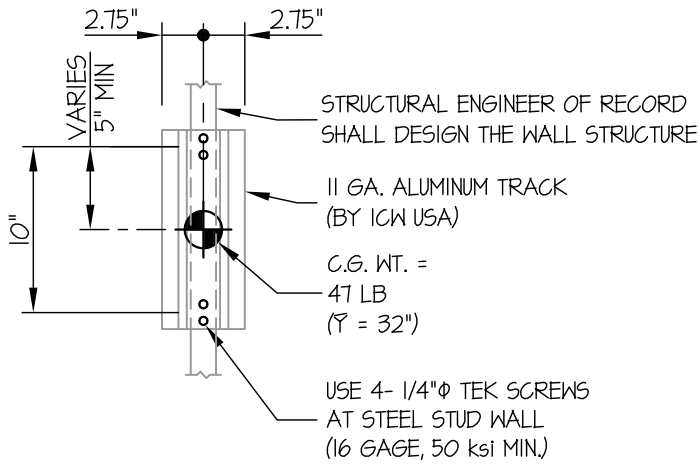 2.75" 2.75"
VARIES
5" MIN
STRUCTURAL ENGINEER OF RECORD
SHALL DESIGN THE WALL STRUCTURE
11 GA. ALUMINUM TRACK
(BY ICW USA)
10"
C.G. WT. =
47 LB
(Ȳ = 32")
USE 4- 1/4"Φ TEK SCREWS
AT STEEL STUD WALL
(16 GAGE, 50 ksi MIN.)